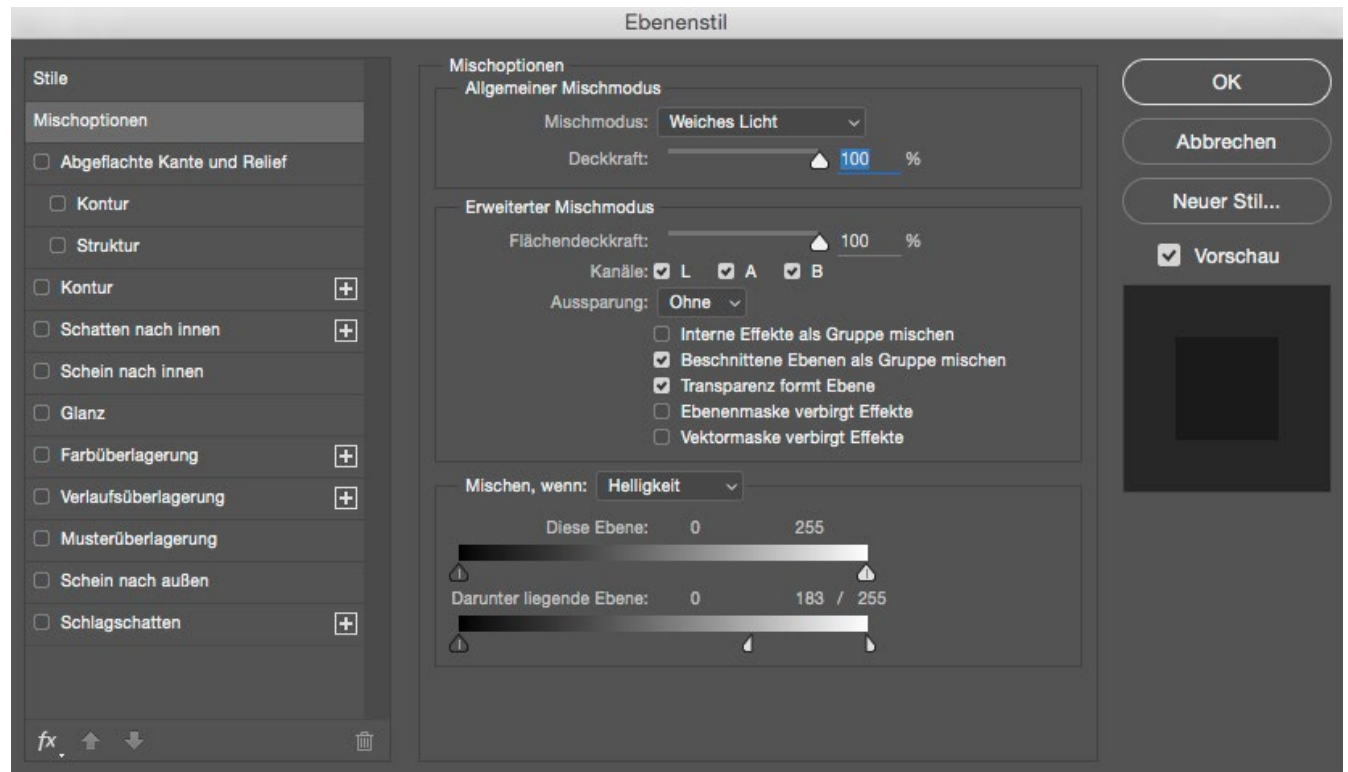 Ebenenstil
Stile
Mischoptionen
Abgeflachte Kante und Relief
Kontur
Struktur
Kontur
Schatten nach innen
Schein nach innen
Glanz
Farbüberlagerung
Verlaufsüberlagerung
Musterüberlagerung
Schein nach außen
Schlagschatten
fx
Mischoptionen
Allgemeiner Mischmodus
Mischmodus: Weiches Licht
Deckkraft: 100 %
Erweiterter Mischmodus
Flächendeckkraft: 100 %
Kanäle: L A B
Aussparung: Ohne
Interne Effekte als Gruppe mischen
Beschnittene Ebenen als Gruppe mischen
Transparenz formt Ebene
Ebenenmaske verbirgt Effekte
Vektormaske verbirgt Effekte
Mischen, wenn: Helligkeit
Diese Ebene: 0 255
Darunter liegende Ebene: 0 183 / 255
OK
Abbrechen
Neuer Stil...
Vorschau